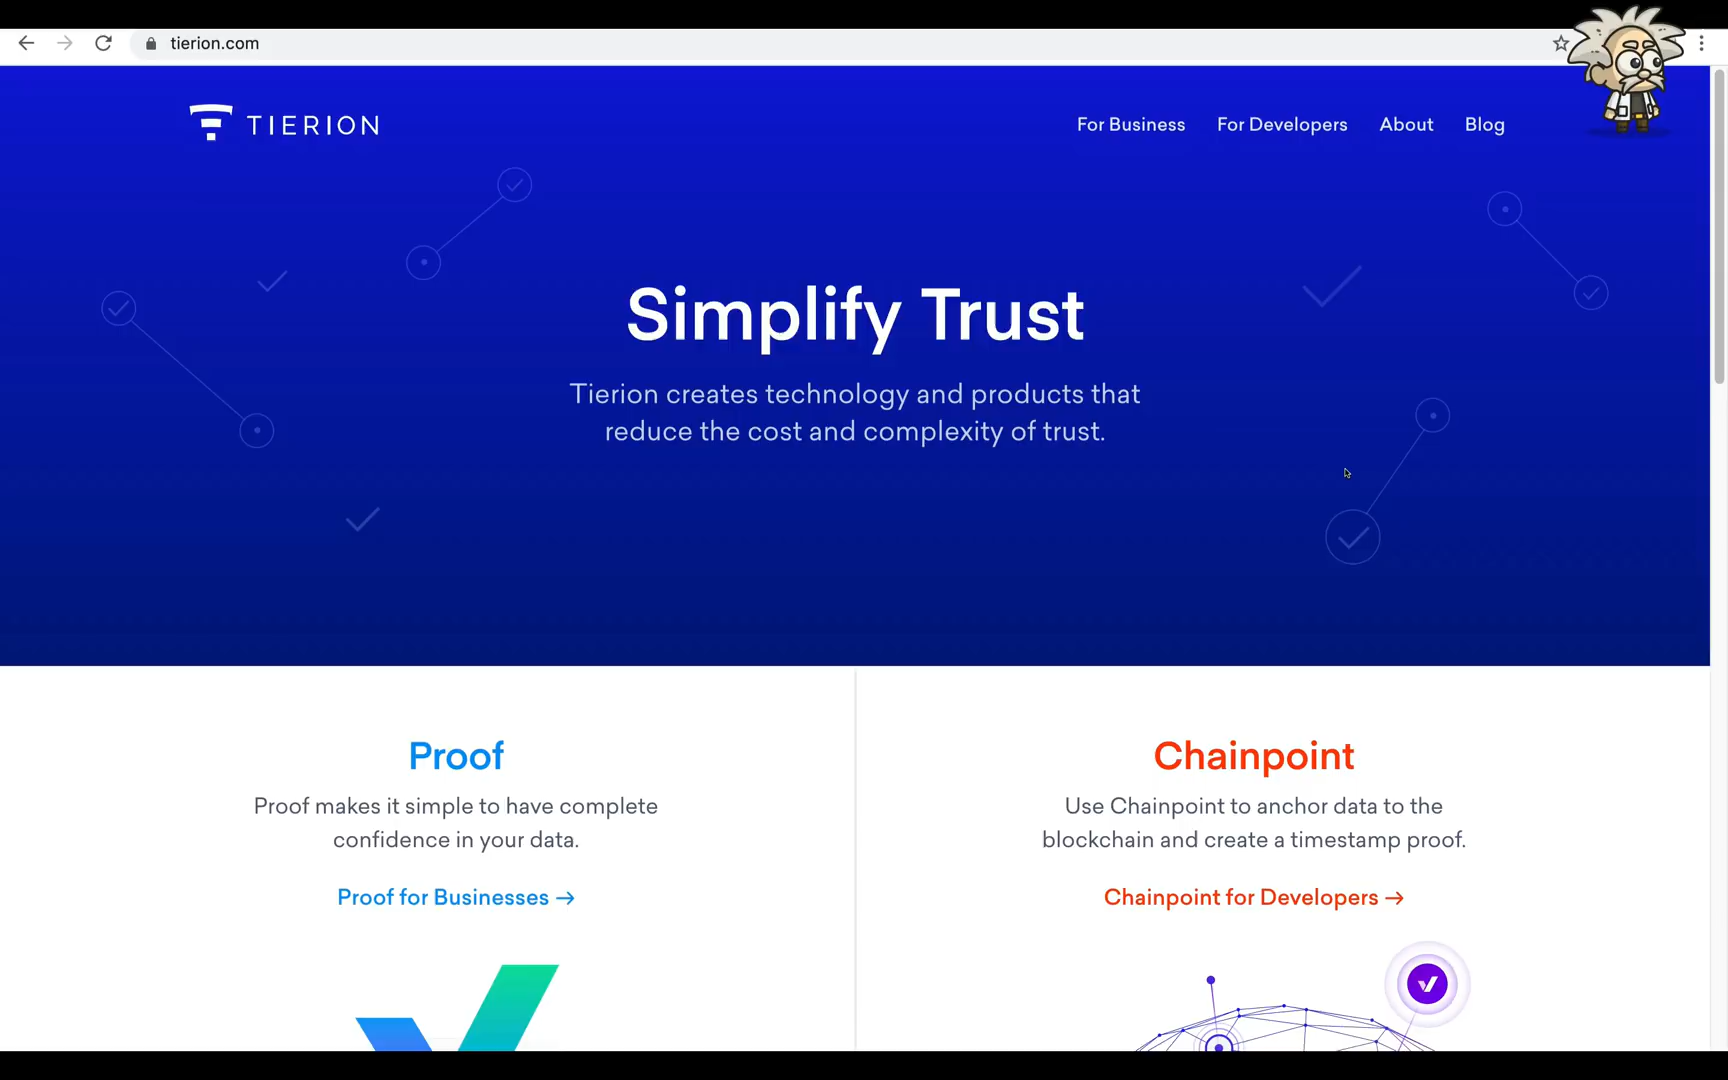 tierion.com
TIERION
For Business
For Developers
About
Blog
Simplify Trust
Tierion creates technology and products that
reduce the cost and complexity of trust.
Proof
Proof makes it simple to have complete
confidence in your data.
Proof for Businesses →
Chainpoint
Use Chainpoint to anchor data to the
blockchain and create a timestamp proof.
Chainpoint for Developers →